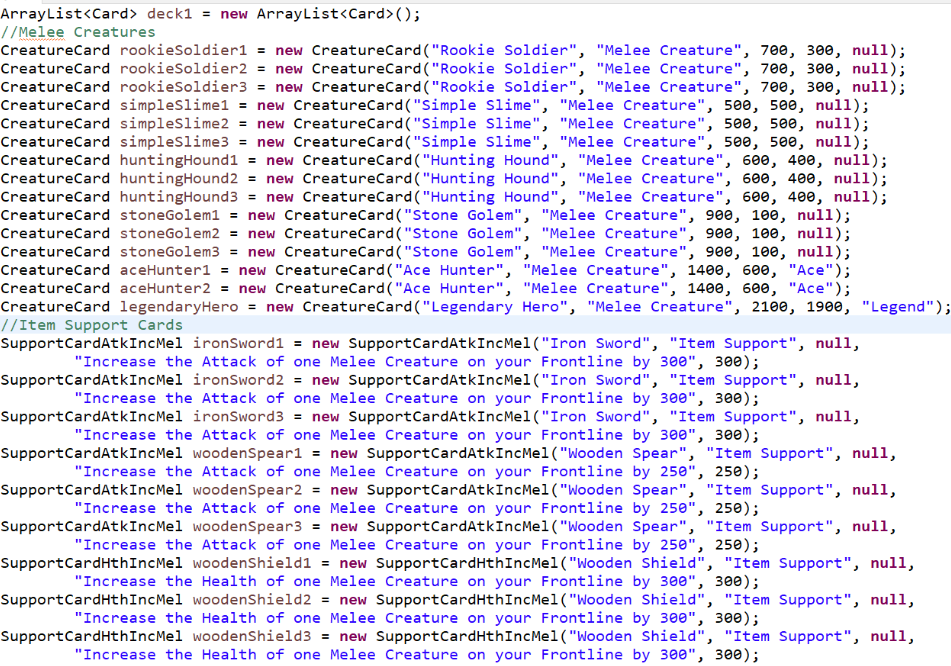 ArrayList<Card> deck1 = new ArrayList<Card>();
//Melee Creatures
CreatureCard rookieSoldier1 = new CreatureCard("Rookie Soldier", "Melee Creature", 700, 300, null);
CreatureCard rookieSoldier2 = new CreatureCard("Rookie Soldier", "Melee Creature", 700, 300, null);
CreatureCard rookieSoldier3 = new CreatureCard("Rookie Soldier", "Melee Creature", 700, 300, null);
CreatureCard simpleSlime1 = new CreatureCard("Simple Slime", "Melee Creature", 500, 500, null);
CreatureCard simpleSlime2 = new CreatureCard("Simple Slime", "Melee Creature", 500, 500, null);
CreatureCard simpleSlime3 = new CreatureCard("Simple Slime", "Melee Creature", 500, 500, null);
CreatureCard huntingHound1 = new CreatureCard("Hunting Hound", "Melee Creature", 600, 400, null);
CreatureCard huntingHound2 = new CreatureCard("Hunting Hound", "Melee Creature", 600, 400, null);
CreatureCard huntingHound3 = new CreatureCard("Hunting Hound", "Melee Creature", 600, 400, null);
CreatureCard stoneGolem1 = new CreatureCard("Stone Golem", "Melee Creature", 900, 100, null);
CreatureCard stoneGolem2 = new CreatureCard("Stone Golem", "Melee Creature", 900, 100, null);
CreatureCard stoneGolem3 = new CreatureCard("Stone Golem", "Melee Creature", 900, 100, null);
CreatureCard aceHunter1 = new CreatureCard("Ace Hunter", "Melee Creature", 1400, 600, "Ace");
CreatureCard aceHunter2 = new CreatureCard("Ace Hunter", "Melee Creature", 1400, 600, "Ace");
CreatureCard legendaryHero = new CreatureCard("Legendary Hero", "Melee Creature", 2100, 1900, "Legend");
//Item Support Cards
SupportCardAtkIncMel ironSword1 = new SupportCardAtkIncMel("Iron Sword", "Item Support", null,
"Increase the Attack of one Melee Creature on your Frontline by 300", 300);
SupportCardAtkIncMel ironSword2 = new SupportCardAtkIncMel("Iron Sword", "Item Support", null,
"Increase the Attack of one Melee Creature on your Frontline by 300", 300);
SupportCardAtkIncMel ironSword3 = new SupportCardAtkIncMel("Iron Sword", "Item Support", null,
"Increase the Attack of one Melee Creature on your Frontline by 300", 300);
SupportCardAtkIncMel woodenSpear1 = new SupportCardAtkIncMel("Wooden Spear", "Item Support", null,
"Increase the Attack of one Melee Creature on your Frontline by 250", 250);
SupportCardAtkIncMel woodenSpear2 = new SupportCardAtkIncMel("Wooden Spear", "Item Support", null,
"Increase the Attack of one Melee Creature on your Frontline by 250", 250);
SupportCardAtkIncMel woodenSpear3 = new SupportCardAtkIncMel("Wooden Spear", "Item Support", null,
"Increase the Attack of one Melee Creature on your Frontline by 250", 250);
SupportCardHthIncMel woodenShield1 = new SupportCardHthIncMel("Wooden Shield", "Item Support", null,
"Increase the Health of one Melee Creature on your Frontline by 300", 300);
SupportCardHthIncMel woodenShield2 = new SupportCardHthIncMel("Wooden Shield", "Item Support", null,
"Increase the Health of one Melee Creature on your Frontline by 300", 300);
SupportCardHthIncMel woodenShield3 = new SupportCardHthIncMel("Wooden Shield", "Item Support", null,
"Increase the Health of one Melee Creature on your Frontline by 300", 300);